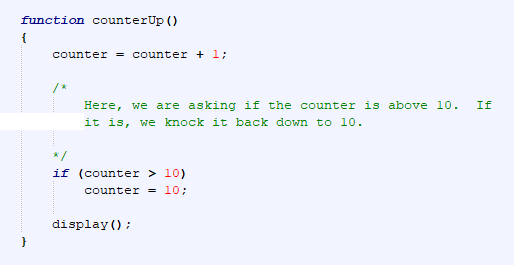 function counterUp()
{
counter = counter + 1;
/*
Here, we are asking if the counter is above 10.  If
it is, we knock it back down to 10.
*/
if (counter > 10)
counter = 10;
display();
}